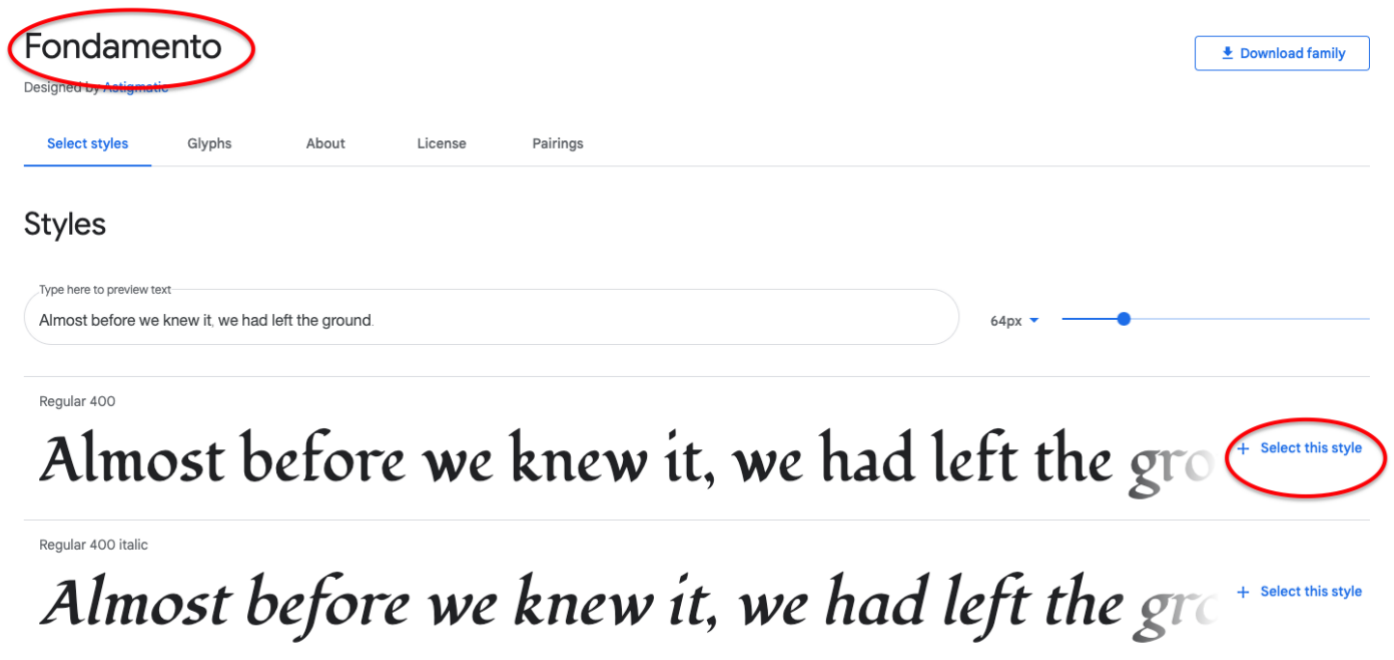 Fondamento
Download family
Designed by Astigmatic
Select styles Glyphs About License Pairings
Styles
Type here to preview text
Almost before we knew it, we had left the ground.
64px
Regular 400
Almost before we knew it, we had left the gro
+ Select this style
Regular 400 italic
Almost before we knew it, we had left the gro
+ Select this style